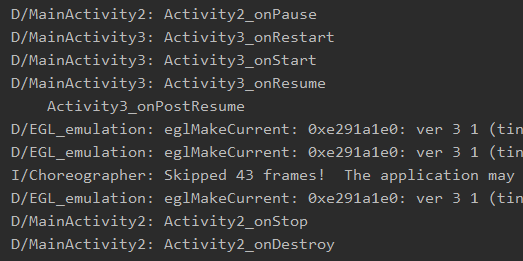 D/MainActivity2: Activity2_onPause
D/MainActivity3: Activity3_onRestart
D/MainActivity3: Activity3_onStart
D/MainActivity3: Activity3_onResume
    Activity3_onPostResume
D/EGL_emulation: eglMakeCurrent: 0xe291a1e0: ver 3 1 (tin
D/EGL_emulation: eglMakeCurrent: 0xe291a1e0: ver 3 1 (tin
I/Choreographer: Skipped 43 frames!  The application may
D/EGL_emulation: eglMakeCurrent: 0xe291a1e0: ver 3 1 (tin
D/MainActivity2: Activity2_onStop
D/MainActivity2: Activity2_onDestroy